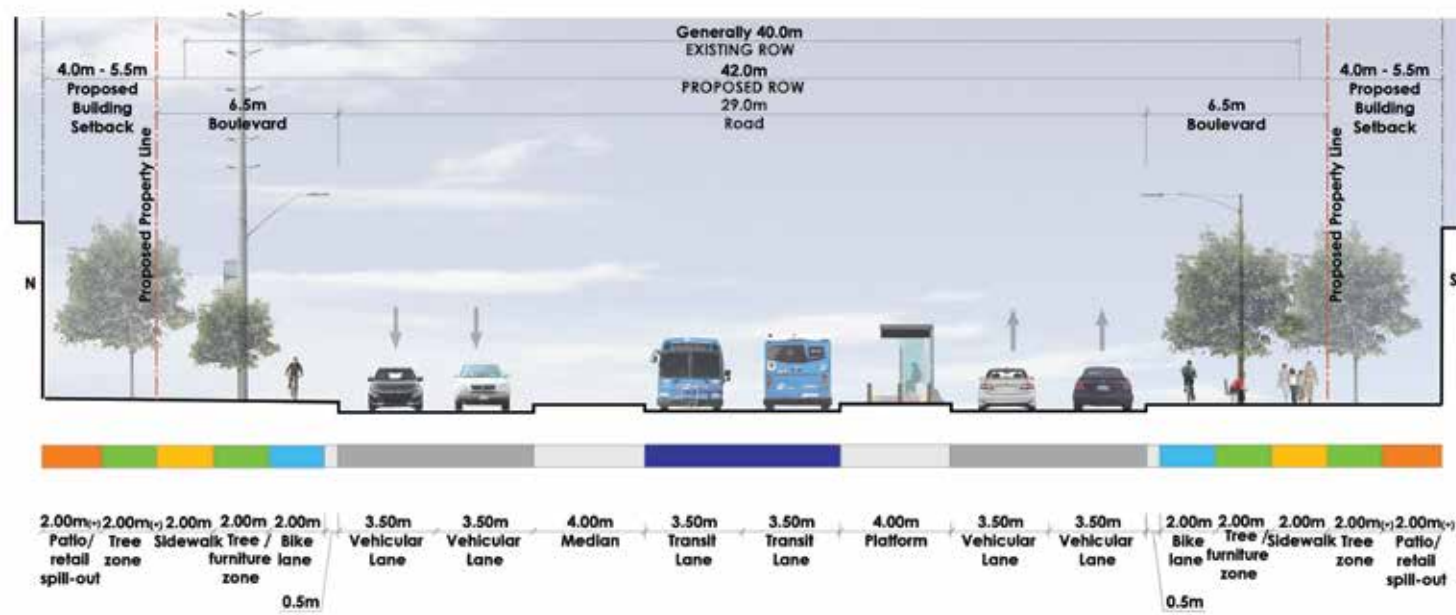 Generally 40.0m
EXISTING ROW
4.0m - 5.5m
Proposed
Building
Setback
42.0m
PROPOSED ROW
4.0m - 5.5m
Proposed
Building
Setback
6.5m
Boulevard
29.0m
Road
6.5m
Boulevard
Proposed Property Line
Proposed Property Line
N
S
2.00m(+)
Patio/
retail
spill-out
2.00m(+)
Tree
zone
2.00m
Sidewalk
2.00m
Tree /
furniture
zone
2.00m
Bike
lane
0.5m
3.50m
Vehicular
Lane
3.50m
Vehicular
Lane
4.00m
Median
3.50m
Transit
Lane
3.50m
Transit
Lane
4.00m
Platform
3.50m
Vehicular
Lane
3.50m
Vehicular
Lane
0.5m
2.00m
Bike
lane
2.00m
Tree /
furniture
zone
2.00m
Sidewalk
2.00m(+)
Tree
zone
2.00m(+)
Patio/
retail
spill-out